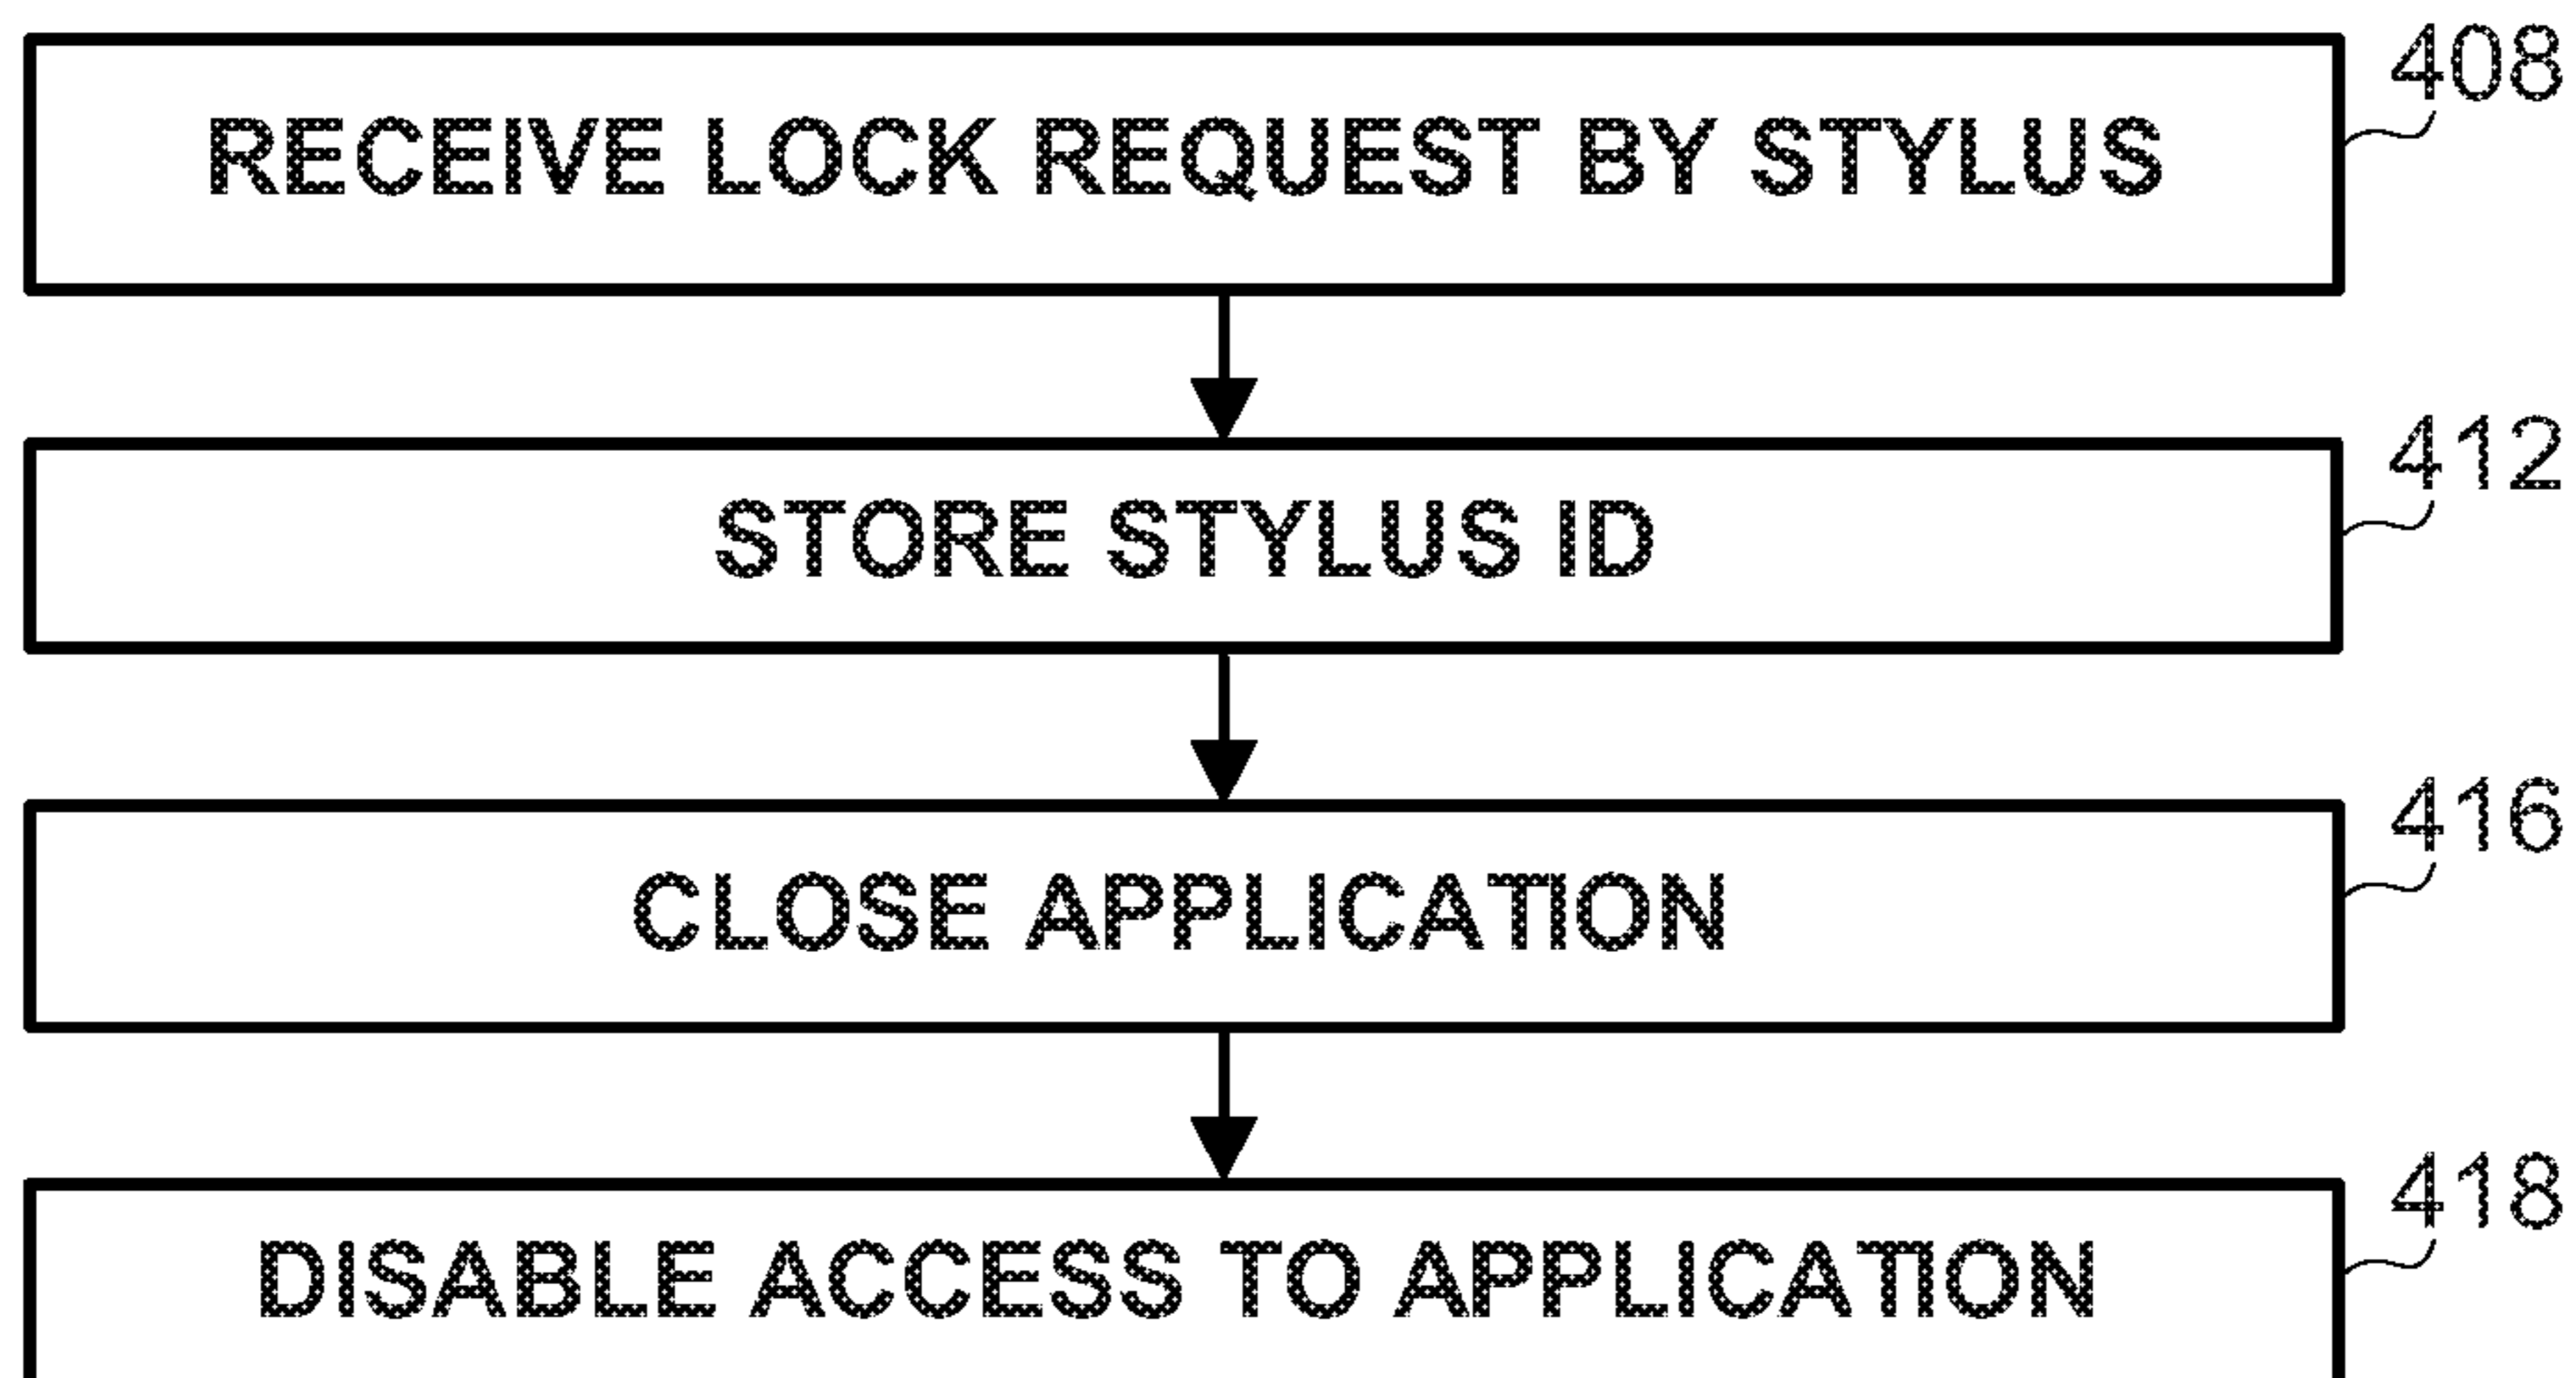 408
RECEIVE LOCK REQUEST BY STYLUS
412
STORE STYLUS ID
416
CLOSE APPLICATION
418
DISABLE ACCESS TO APPLICATION